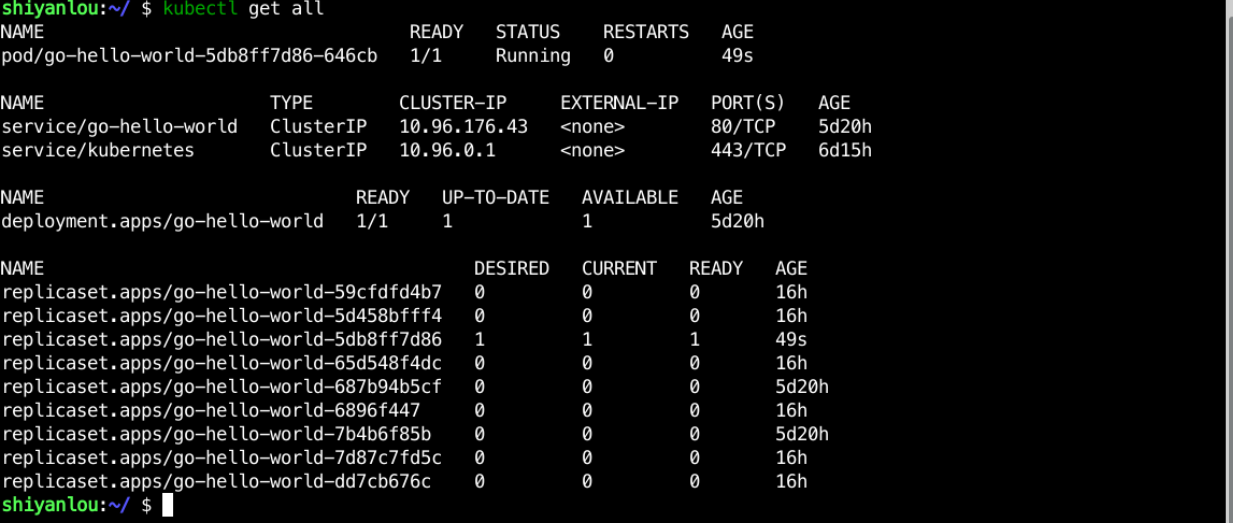 shiyanlou:~/ $ kubectl get all
NAME READY STATUS RESTARTS AGE
pod/go-hello-world-5db8ff7d86-646cb 1/1 Running 0 49s
NAME TYPE CLUSTER-IP EXTERNAL-IP PORT(S) AGE
service/go-hello-world ClusterIP 10.96.176.43 <none> 80/TCP 5d20h
service/kubernetes ClusterIP 10.96.0.1 <none> 443/TCP 6d15h
NAME READY UP-TO-DATE AVAILABLE AGE
deployment.apps/go-hello-world 1/1 1 1 5d20h
NAME DESIRED CURRENT READY AGE
replicaset.apps/go-hello-world-59cfdfd4b7 0 0 0 16h
replicaset.apps/go-hello-world-5d458bfff4 0 0 0 16h
replicaset.apps/go-hello-world-5db8ff7d86 1 1 1 49s
replicaset.apps/go-hello-world-65d548f4dc 0 0 0 16h
replicaset.apps/go-hello-world-687b94b5cf 0 0 0 5d20h
replicaset.apps/go-hello-world-6896f447 0 0 0 16h
replicaset.apps/go-hello-world-7b4b6f85b 0 0 0 5d20h
replicaset.apps/go-hello-world-7d87c7fd5c 0 0 0 16h
replicaset.apps/go-hello-world-dd7cb676c 0 0 0 16h
shiyanlou:~/ $